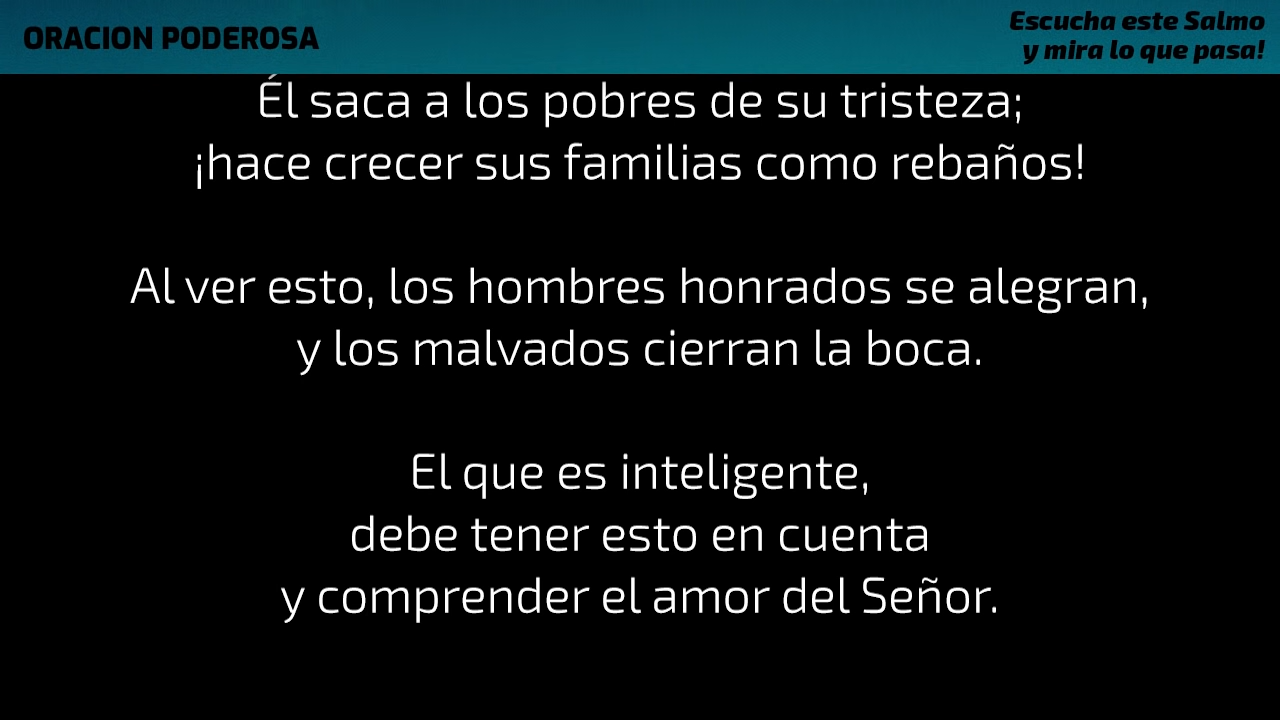 ORACION PODEROSA
Escucha este Salmo
y mira lo que pasa!
Él saca a los pobres de su tristeza;
¡hace crecer sus familias como rebaños!
Al ver esto, los hombres honrados se alegran,
y los malvados cierran la boca.
El que es inteligente,
debe tener esto en cuenta
y comprender el amor del Señor.